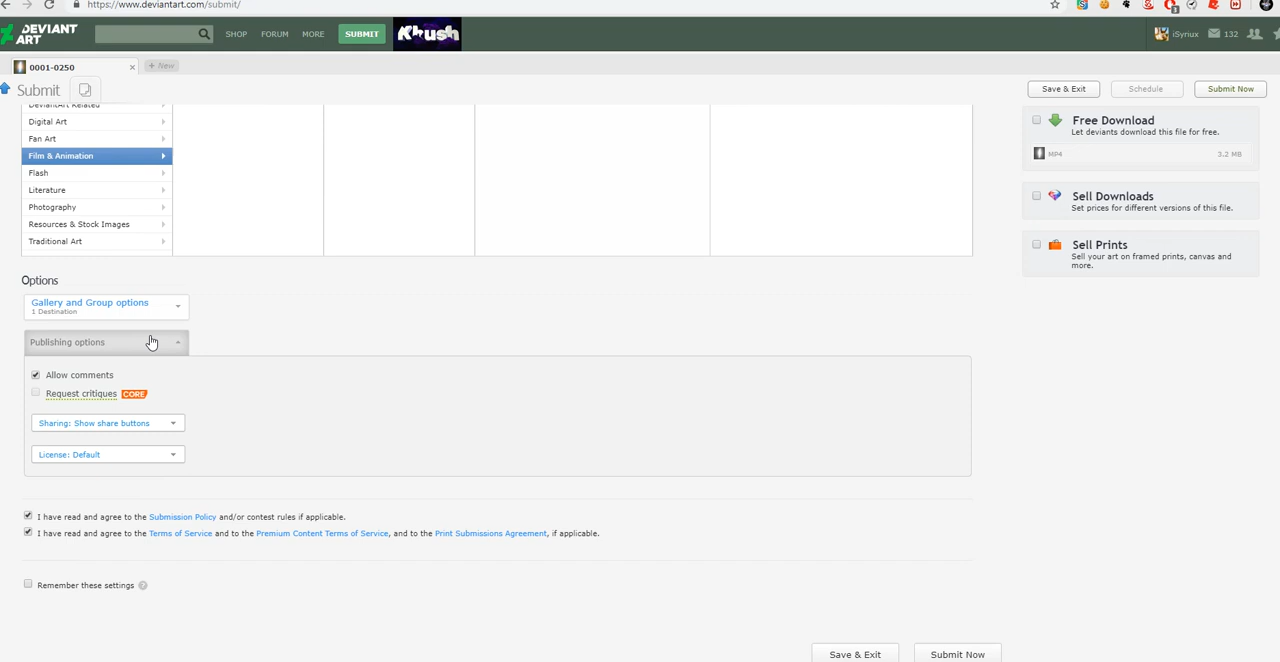 https://www.deviantart.com/submit/
DEVIANT ART
SHOP FORUM MORE SUBMIT
iSyriux 132
0001-0250
+ New
Submit
Save & Exit Schedule Submit Now
DeviantArt Related
Digital Art
Fan Art
Film & Animation
Flash
Literature
Photography
Resources & Stock Images
Traditional Art
Free Download
Let deviants download this file for free.
MP4 3.2 MB
Sell Downloads
Set prices for different versions of this file.
Sell Prints
Sell your art on framed prints, canvas and
more.
Options
Gallery and Group options
1 Destination
Publishing options
Allow comments
Request critiques CORE
Sharing: Show share buttons
License: Default
I have read and agree to the Submission Policy and/or contest rules if applicable.
I have read and agree to the Terms of Service and to the Premium Content Terms of Service, and to the Print Submissions Agreement, if applicable.
Remember these settings ?
Save & Exit Submit Now